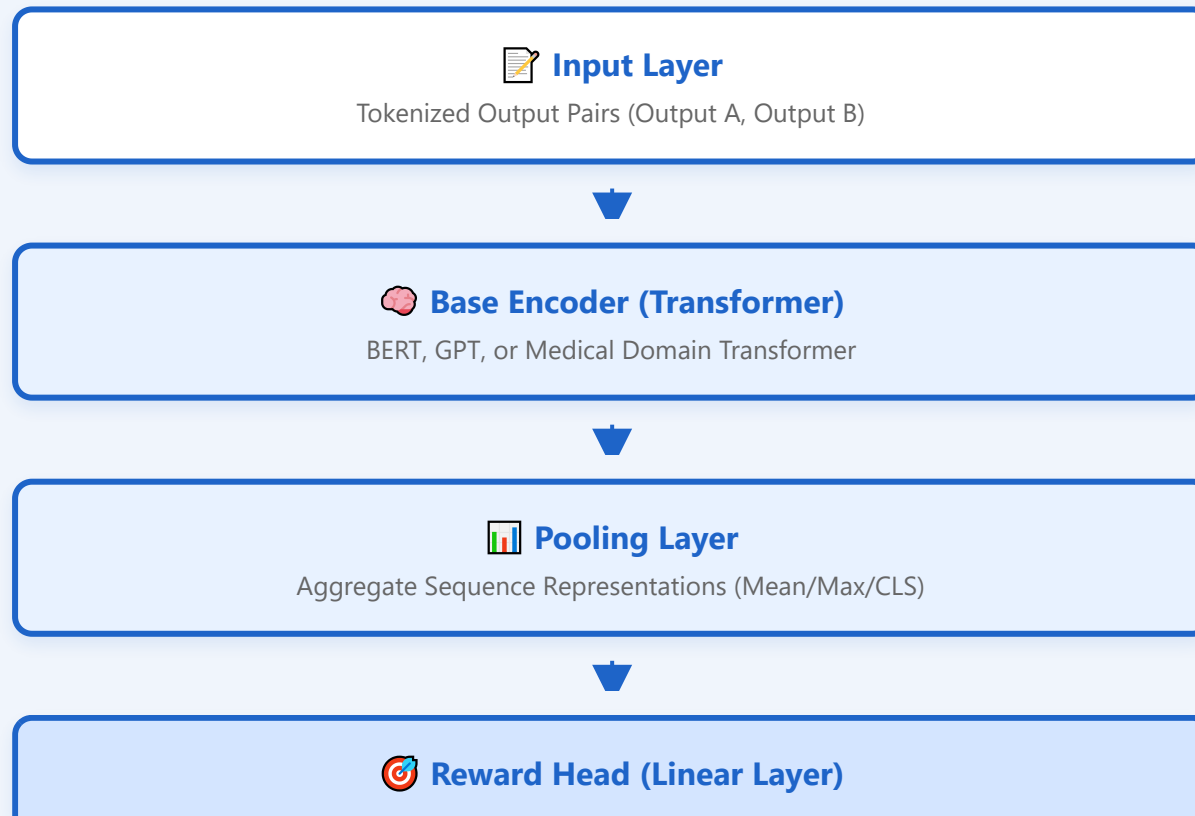 Input Layer
Tokenized Output Pairs (Output A, Output B)
Base Encoder (Transformer)
BERT, GPT, or Medical Domain Transformer
Pooling Layer
Aggregate Sequence Representations (Mean/Max/CLS)
Reward Head (Linear Layer)